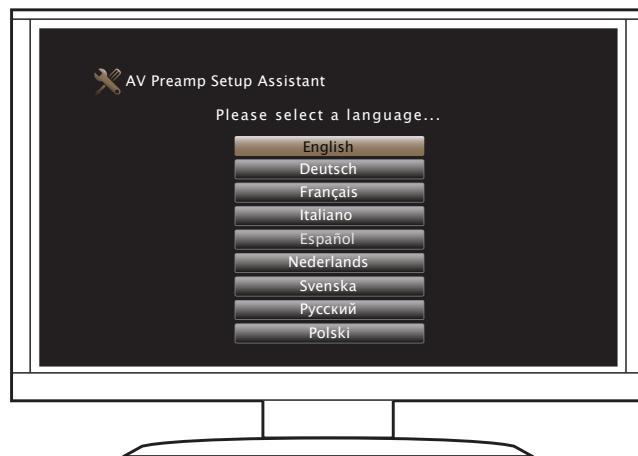 AV Preamp Setup Assistant
Please select a language...
English
Deutsch
Français
Italiano
Español
Nederlands
Svenska
Русский
Polski